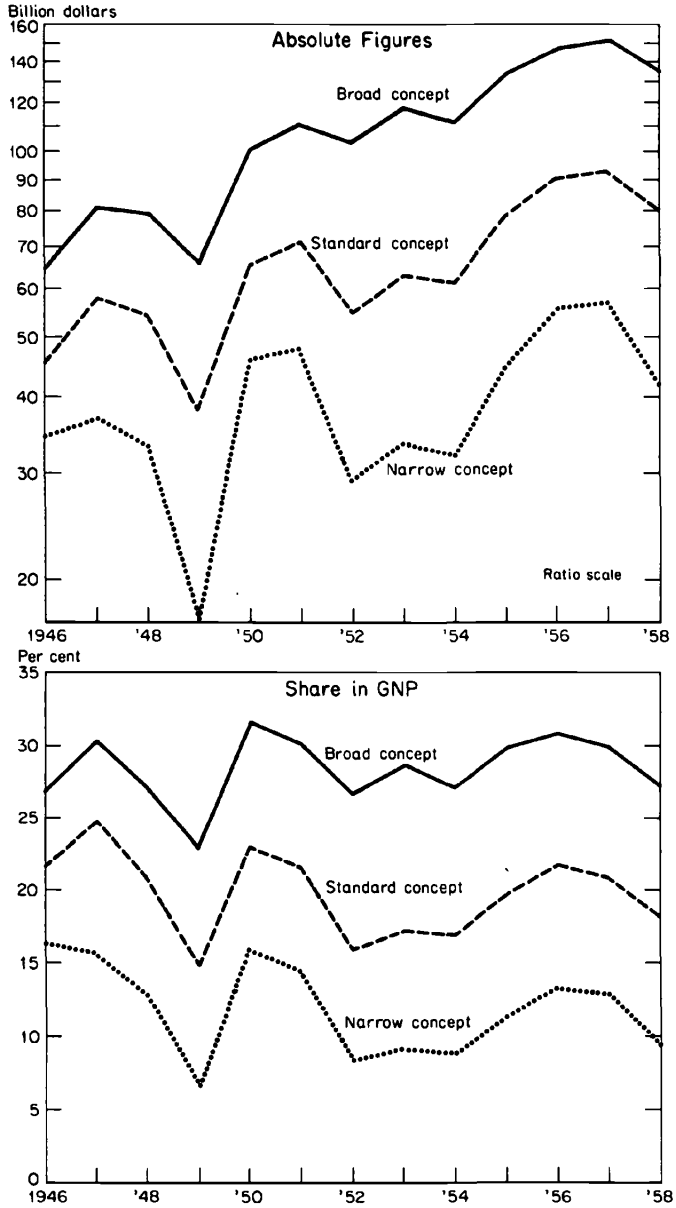 Billion dollars
Absolute Figures
160
140
120
100
90
80
70
60
50
40
30
20
Broad concept
Standard concept
Narrow concept
Ratio scale
1946 '48 '50 '52 '54 '56 '58
Per cent
Share in GNP
35
30
25
20
15
10
5
0
Broad concept
Standard concept
Narrow concept
1946 '48 '50 '52 '54 '56 '58